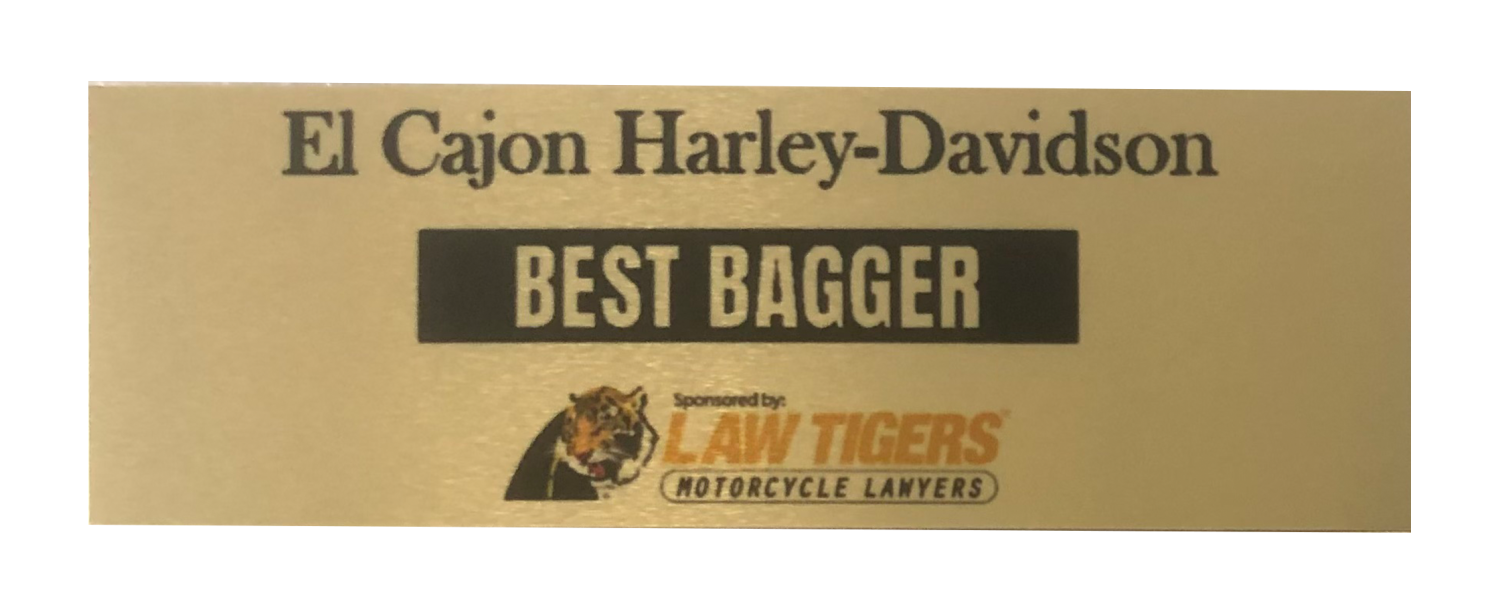 El Cajon Harley-Davidson
BEST BAGGER
Sponsored by:
LAW TIGERS
MOTORCYCLE LAWYERS